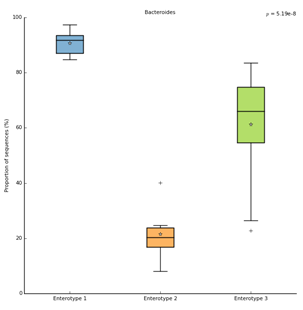 Bacteroides
p ≈ 5.19e-8
Proportion of sequences (%)
100
80
60
40
20
0
Enterotype 1
Enterotype 2
Enterotype 3